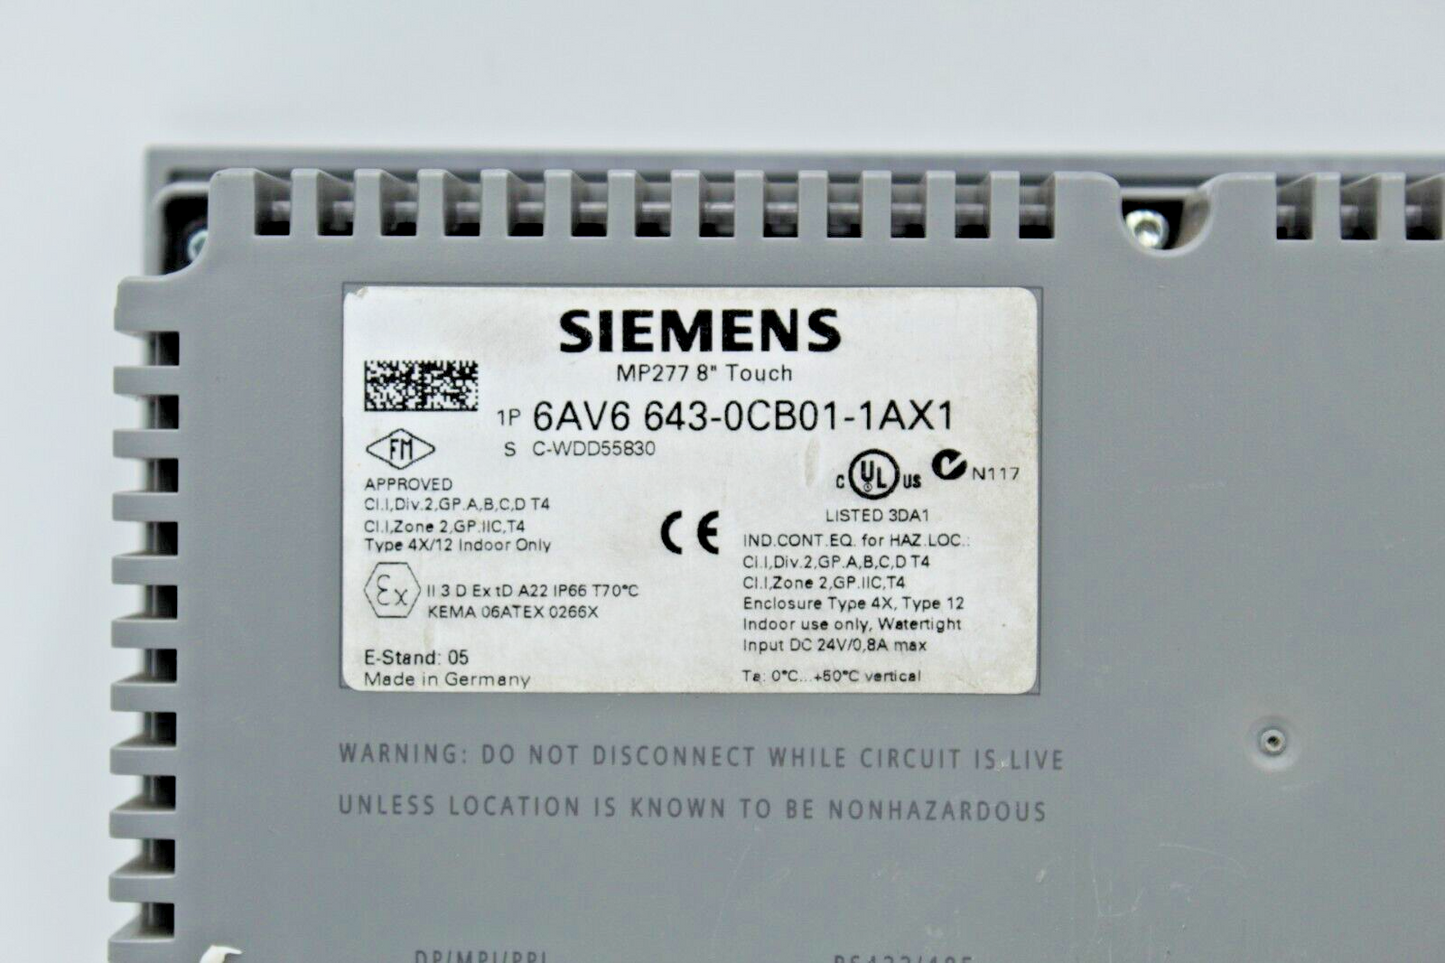 SIEMENS
MP277 8" Touch
1P 6AV6 643-0CB01-1AX1
S C-WDD55830
FM
APPROVED
Cl.I,Div.2,GP.A,B,C,D T4
Cl.I,Zone 2,GP.IIC,T4
Type 4X/12 Indoor Only
CE
Ex II 3 D Ex tD A22 IP66 T70°C
KEMA 06ATEX 0266X
E-Stand: 05
Made in Germany
C UL US N117
LISTED 3DA1
IND.CONT.EQ. for HAZ.LOC.:
Cl.I,Div.2,GP.A,B,C,D T4
Cl.I,Zone 2,GP.IIC,T4
Enclosure Type 4X, Type 12
Indoor use only, Watertight
Input DC 24V/0,8A max
Ta: 0°C...+50°C vertical
WARNING: DO NOT DISCONNECT WHILE CIRCUIT IS LIVE
UNLESS LOCATION IS KNOWN TO BE NONHAZARDOUS
DP/MPI/PPI